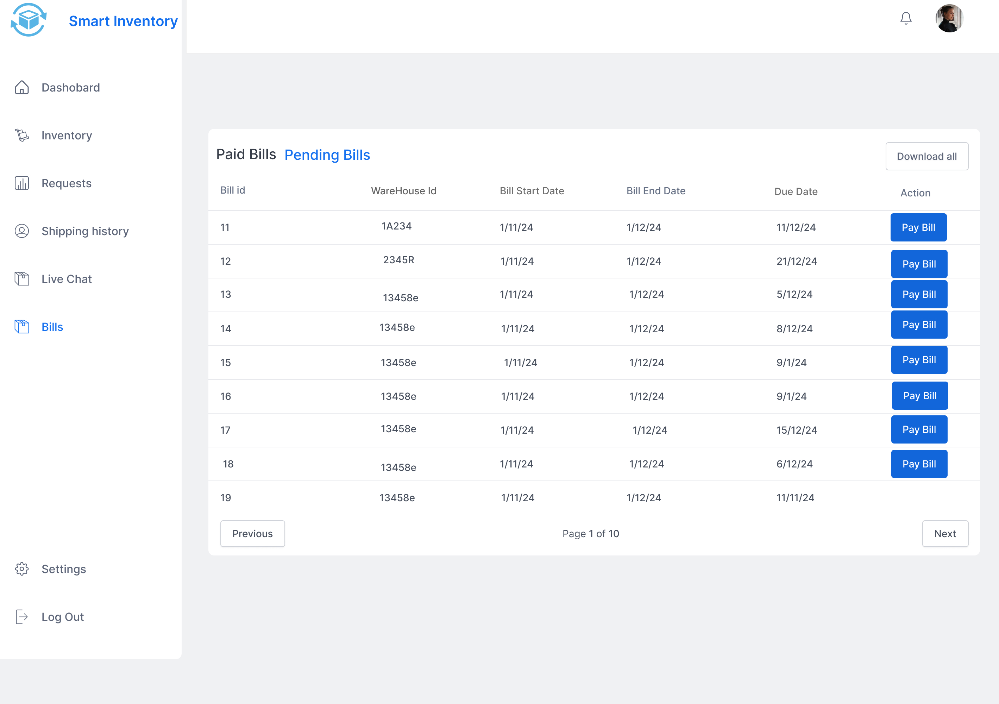 Smart Inventory
Dashobard
Inventory
Requests
Shipping history
Live Chat
Bills
Settings
Log Out
Paid Bills Pending Bills Download all
Bill id WareHouse Id Bill Start Date Bill End Date Due Date Action
11 1A234 1/11/24 1/12/24 11/12/24 Pay Bill
12 2345R 1/11/24 1/12/24 21/12/24 Pay Bill
13 13458e 1/11/24 1/12/24 5/12/24 Pay Bill
14 13458e 1/11/24 1/12/24 8/12/24 Pay Bill
15 13458e 1/11/24 1/12/24 9/1/24 Pay Bill
16 13458e 1/11/24 1/12/24 9/1/24 Pay Bill
17 13458e 1/11/24 1/12/24 15/12/24 Pay Bill
18 13458e 1/11/24 1/12/24 6/12/24 Pay Bill
19 13458e 1/11/24 1/12/24 11/11/24
Previous Page 1 of 10 Next